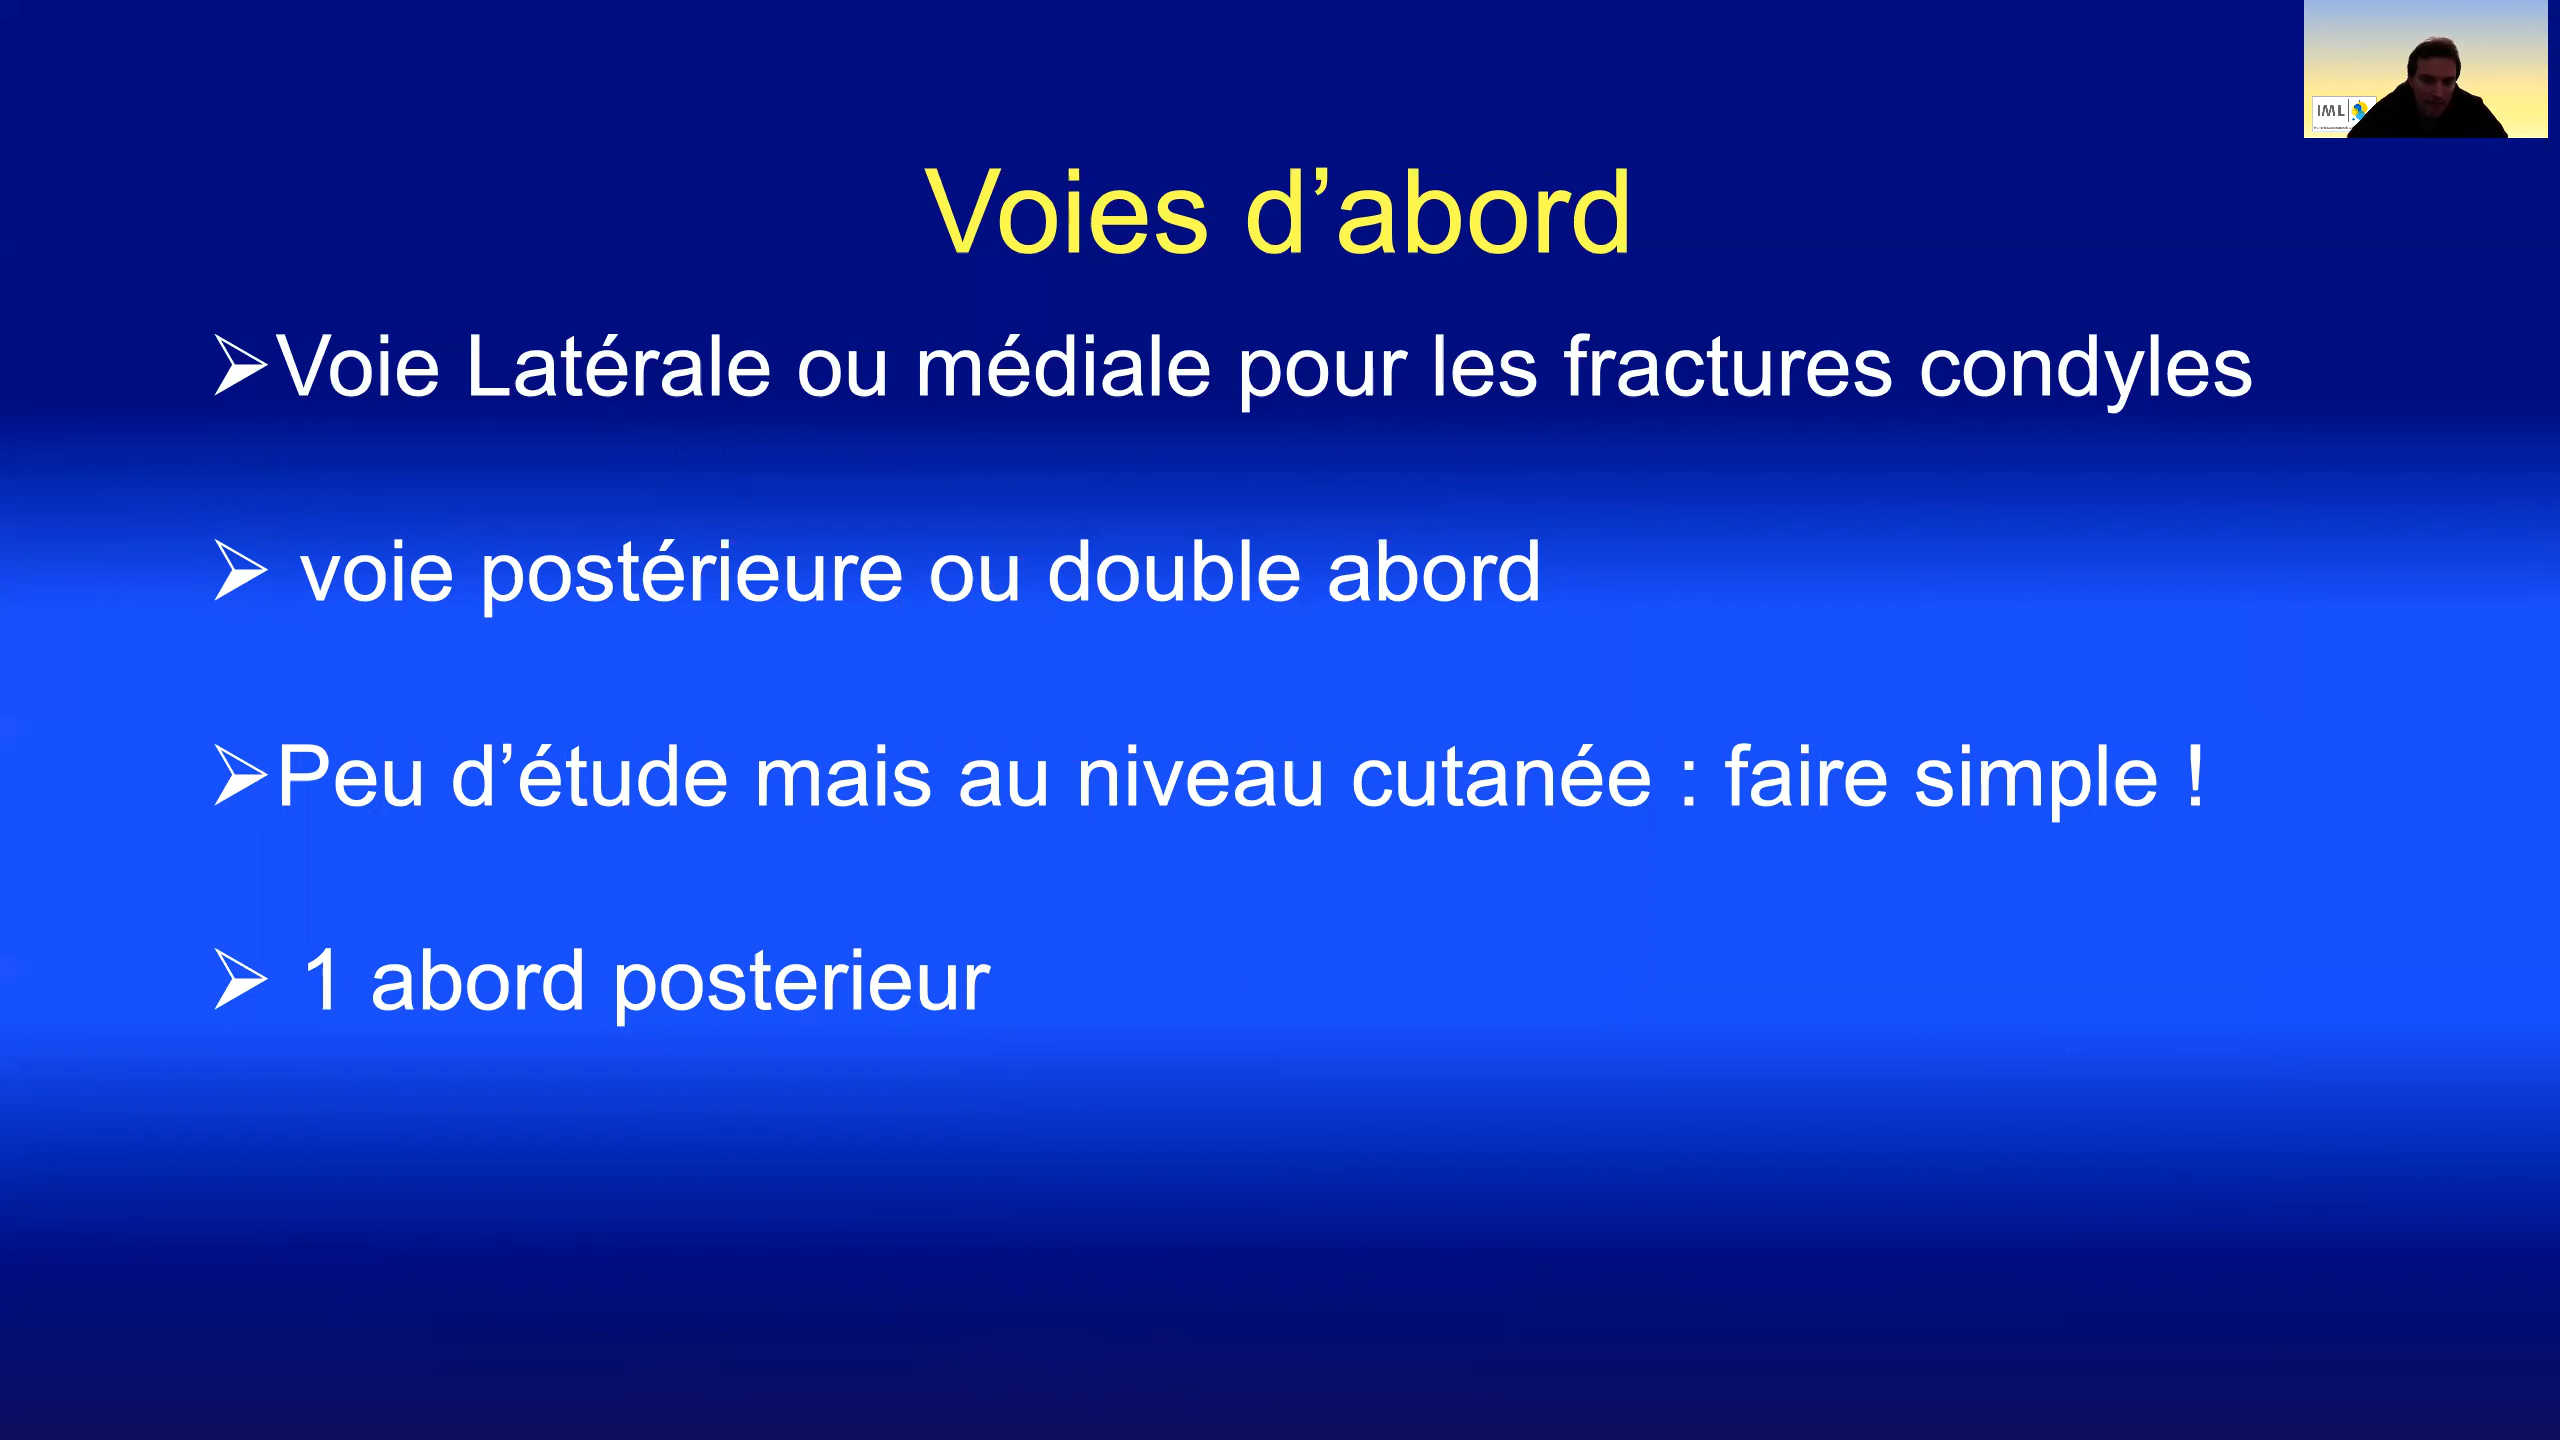 Voies d’abord
Voie Latérale ou médiale pour les fractures condyles
voie postérieure ou double abord
Peu d’étude mais au niveau cutanée : faire simple !
1 abord posterieur
IML